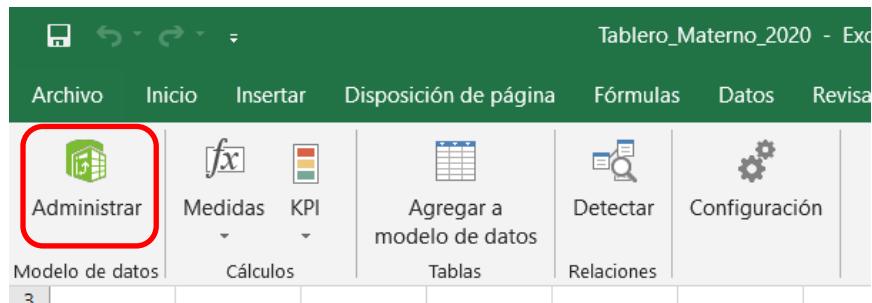 Tablero_Materno_2020 - Exc
Archivo Inicio Insertar Disposición de página Fórmulas Datos Revisa
fx
Administrar Medidas KPI Agregar a modelo de datos Detectar Configuración
Modelo de datos Cálculos Tablas Relaciones
3